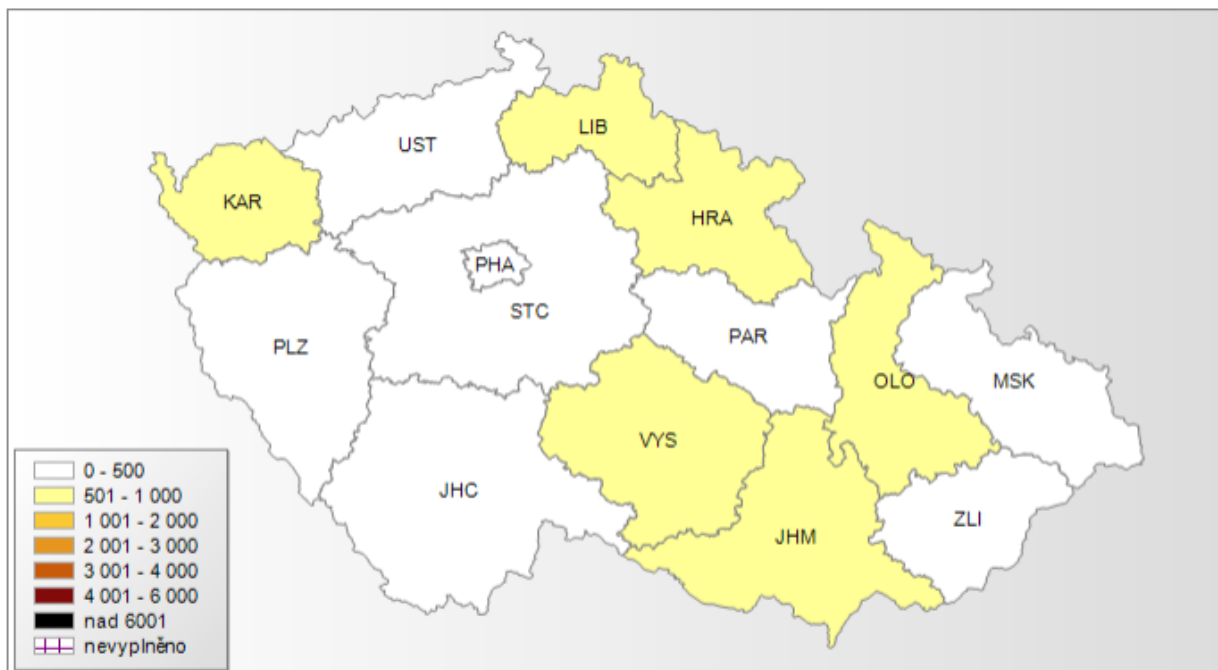 LIB
UST
KAR
HRA
PHA
STC
PAR
PLZ
OLO
MSK
VYS
JHC
ZLI
JHM
0 - 500
501 - 1 000
1 001 - 2 000
2 001 - 3 000
3 001 - 4 000
4 001 - 6 000
nad 6001
nevyplněno